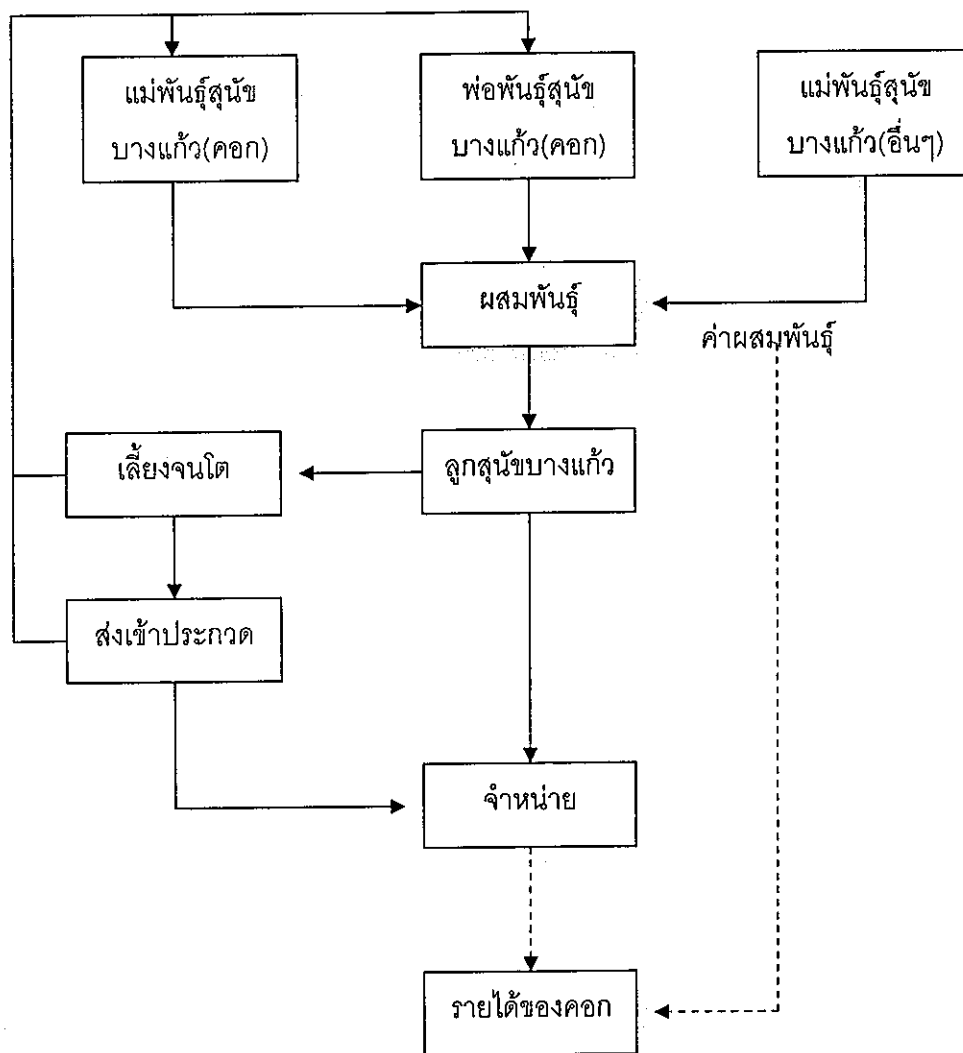 แม่พันธุ์สุนัข
บางแก้ว(คอก)
พ่อพันธุ์สุนัข
บางแก้ว(คอก)
แม่พันธุ์สุนัข
บางแก้ว(อื่นๆ)
ผสมพันธุ์
ค่าผสมพันธุ์
เลี้ยงจนโต
ลูกสุนัขบางแก้ว
ส่งเข้าประกวด
จำหน่าย
รายได้ของคอก